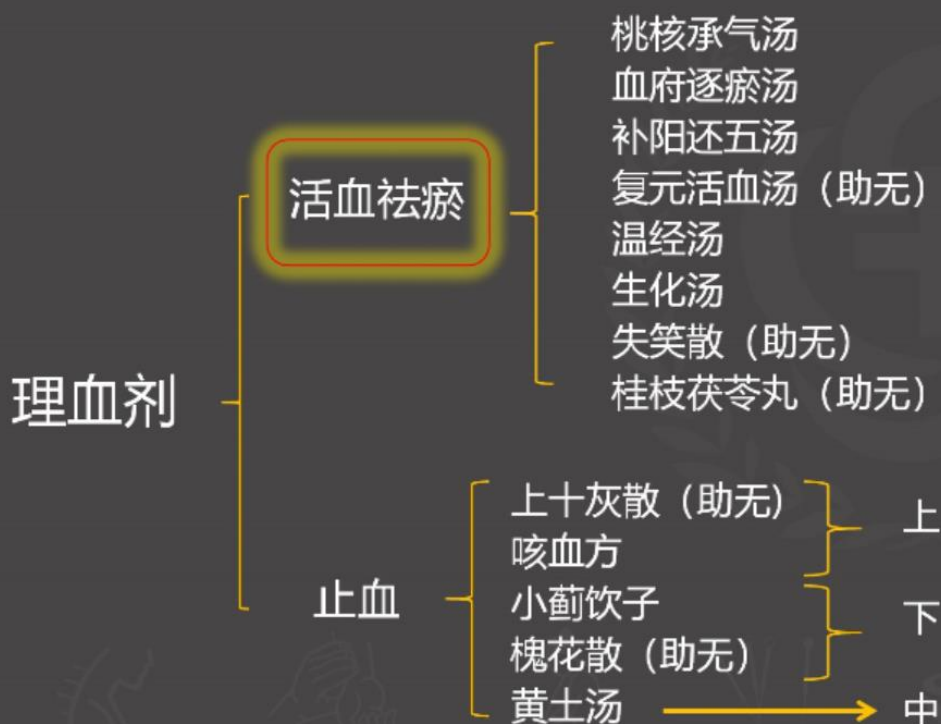 理血剂
活血祛瘀
桃核承气汤
血府逐瘀汤
补阳还五汤
复元活血汤（助无）
温经汤
生化汤
失笑散（助无）
桂枝茯苓丸（助无）
止血
上十灰散（助无）
咳血方
小蓟饮子
槐花散（助无）
黄土汤
上
下
中